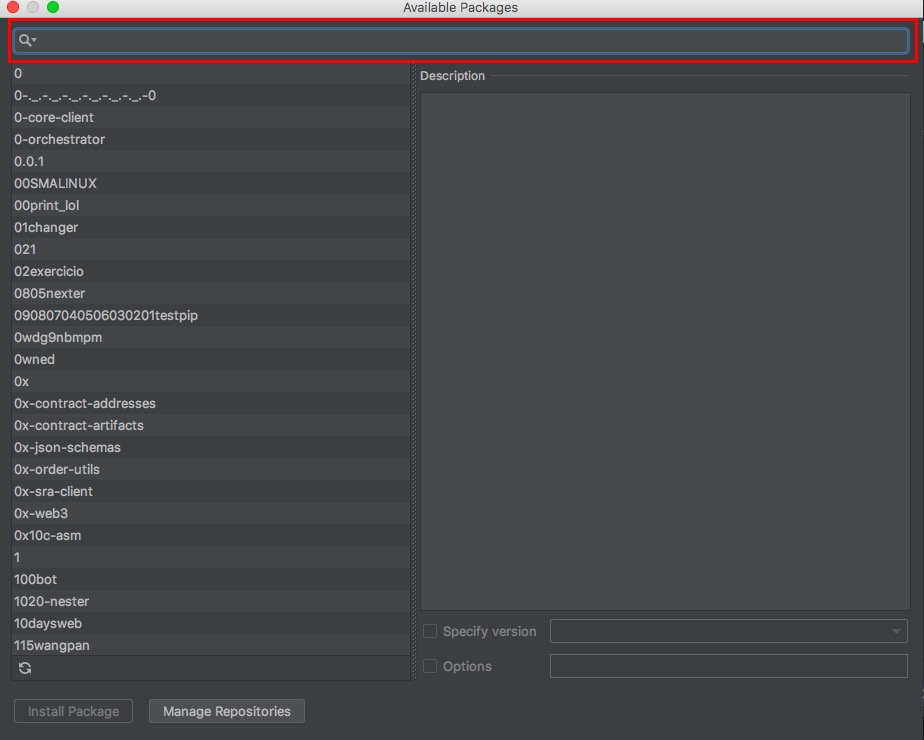 Available Packages
0
0-._.-._.-._.-._.-._.-._.-0
0-core-client
0-orchestrator
0.0.1
00SMALINUX
00print_lol
01changer
021
02exercicio
0805nexter
090807040506030201testpip
0wdg9nbmpm
0wned
0x
0x-contract-addresses
0x-contract-artifacts
0x-json-schemas
0x-order-utils
0x-sra-client
0x-web3
0x10c-asm
1
100bot
1020-nester
10daysweb
115wangpan
Description
Specify version
Options
Install Package
Manage Repositories